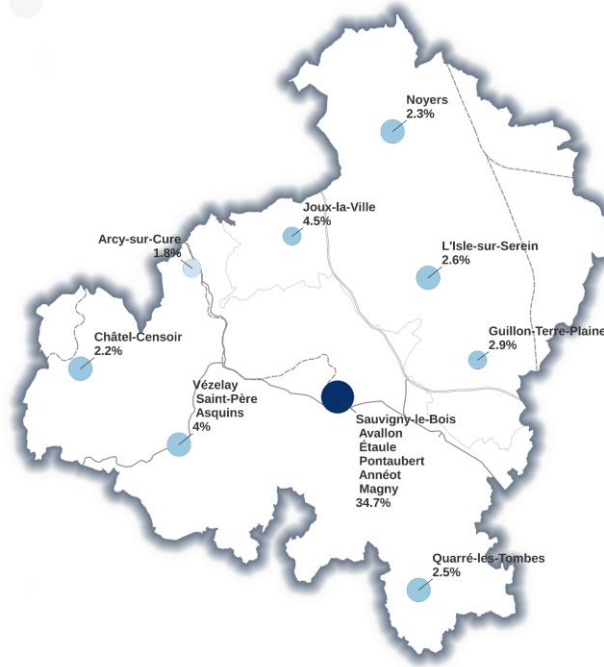 Noyers
2.3%
Joux-la-Ville
4.5%
Arcy-sur-Cure
1.8%
L'Isle-sur-Serein
2.6%
Châtel-Censoir
2.2%
Guillon-Terre-Plaine
2.9%
Vézelay
Saint-Père
Asquins
4%
Sauvigny-le-Bois
Avallon
Étaule
Pontaubert
Annéot
Magny
34.7%
Quarré-les-Tombes
2.5%